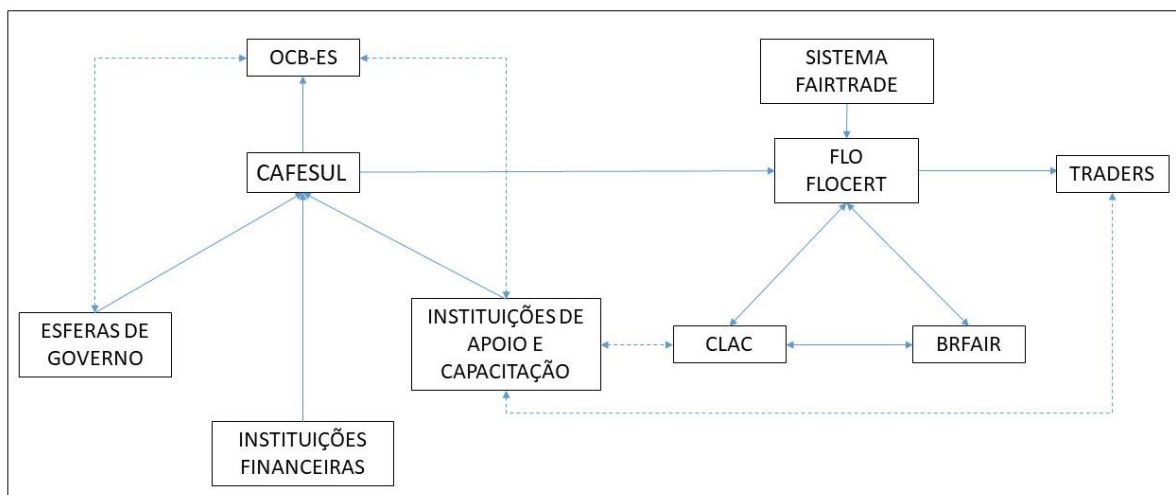 OCB-ES
SISTEMA
FAIRTRADE
CAFESUL
FLO
FLOCERT
TRADERS
ESFERAS DE
GOVERNO
INSTITUIÇÕES DE
APOIO E
CAPACITAÇÃO
CLAC
BRFAIR
INSTITUIÇÕES
FINANCEIRAS